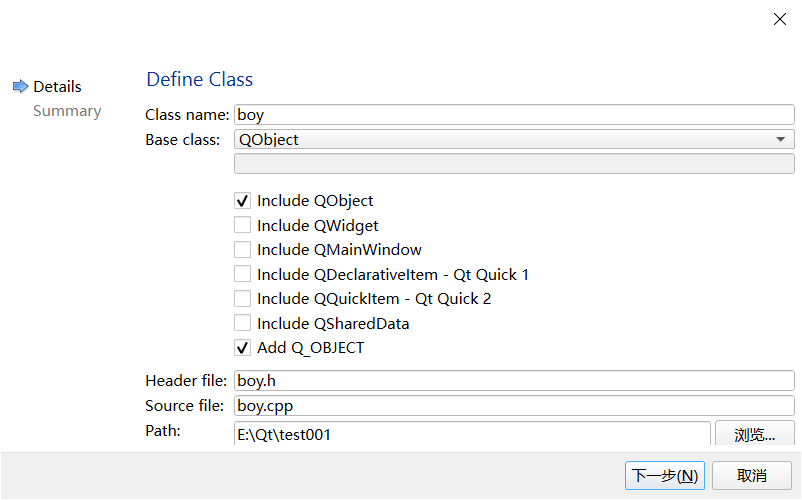 Details
Summary
Define Class
Class name: boy
Base class: QObject
Include QObject
Include QWidget
Include QMainWindow
Include QDeclarativeItem - Qt Quick 1
Include QQuickItem - Qt Quick 2
Include QSharedData
Add Q_OBJECT
Header file: boy.h
Source file: boy.cpp
Path: E:\Qt\test001 浏览...
下一步(N) 取消